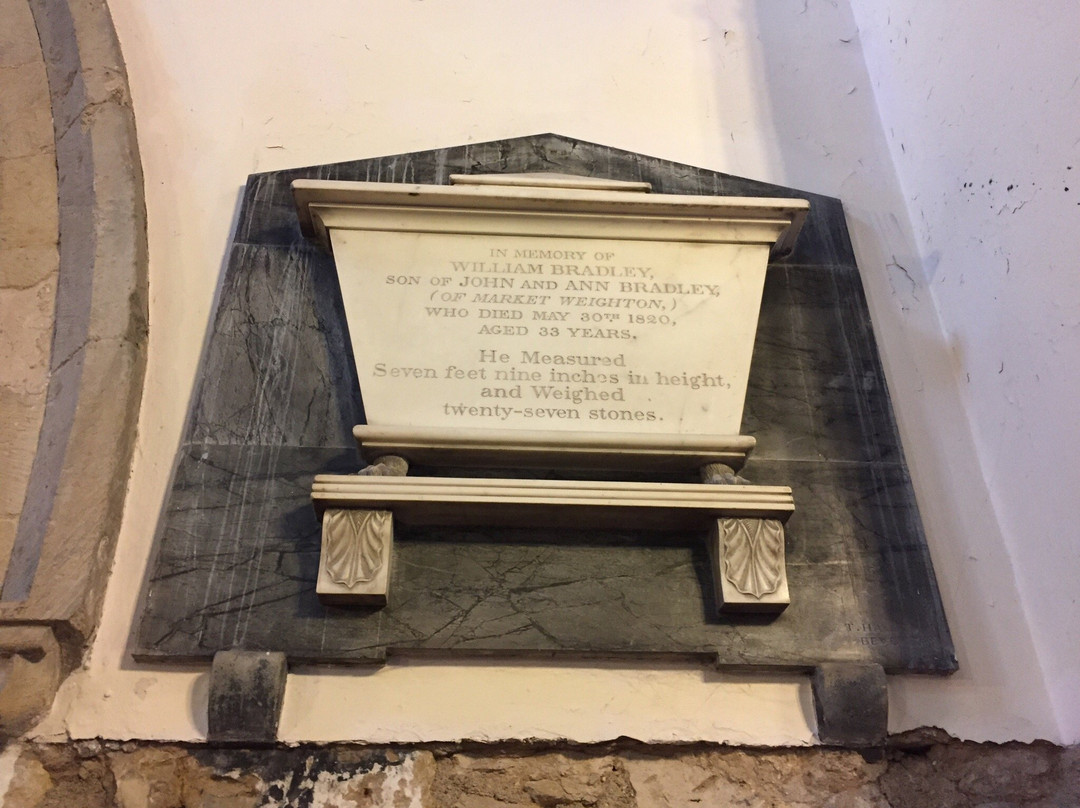 IN MEMORY OF
WILLIAM BRADLEY,
SON OF JOHN AND ANN BRADLEY,
(OF MARKET WEIGHTON,)
WHO DIED MAY 30TH 1820,
AGED 33 YEARS.
He Measured
Seven feet nine inches in height,
and Weighed
twenty-seven stones.